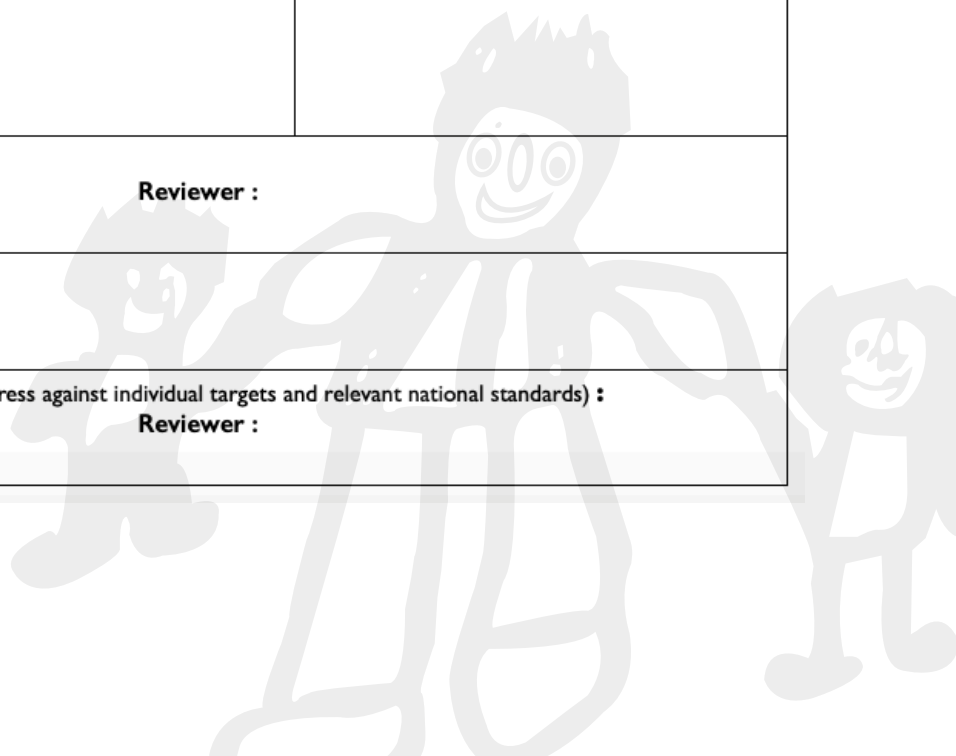 Reviewer :
ress against individual targets and relevant national standards) :
Reviewer :